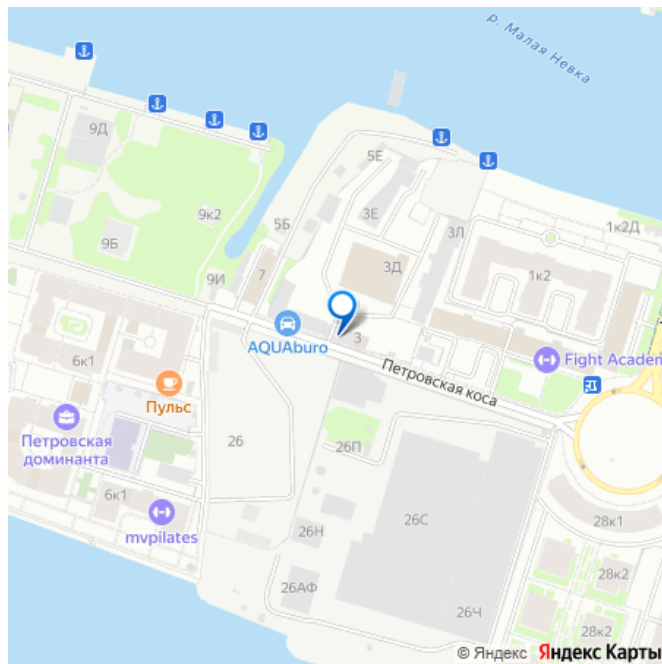 р. Малая Невка
9Д
5Е
9к2
3Е
5Б
3Л
1к2Д
9Б
9И
7
3Д
1к2
AQUAburo
3
Fight Academ
6к1
Петровская коса
Пульс
Петровская
доминанта
26
26П
6к1
mvpilates
26Н
26С
28к1
26АФ
28к2
26Ч
28к2
© Яндекс Яндекс Карты